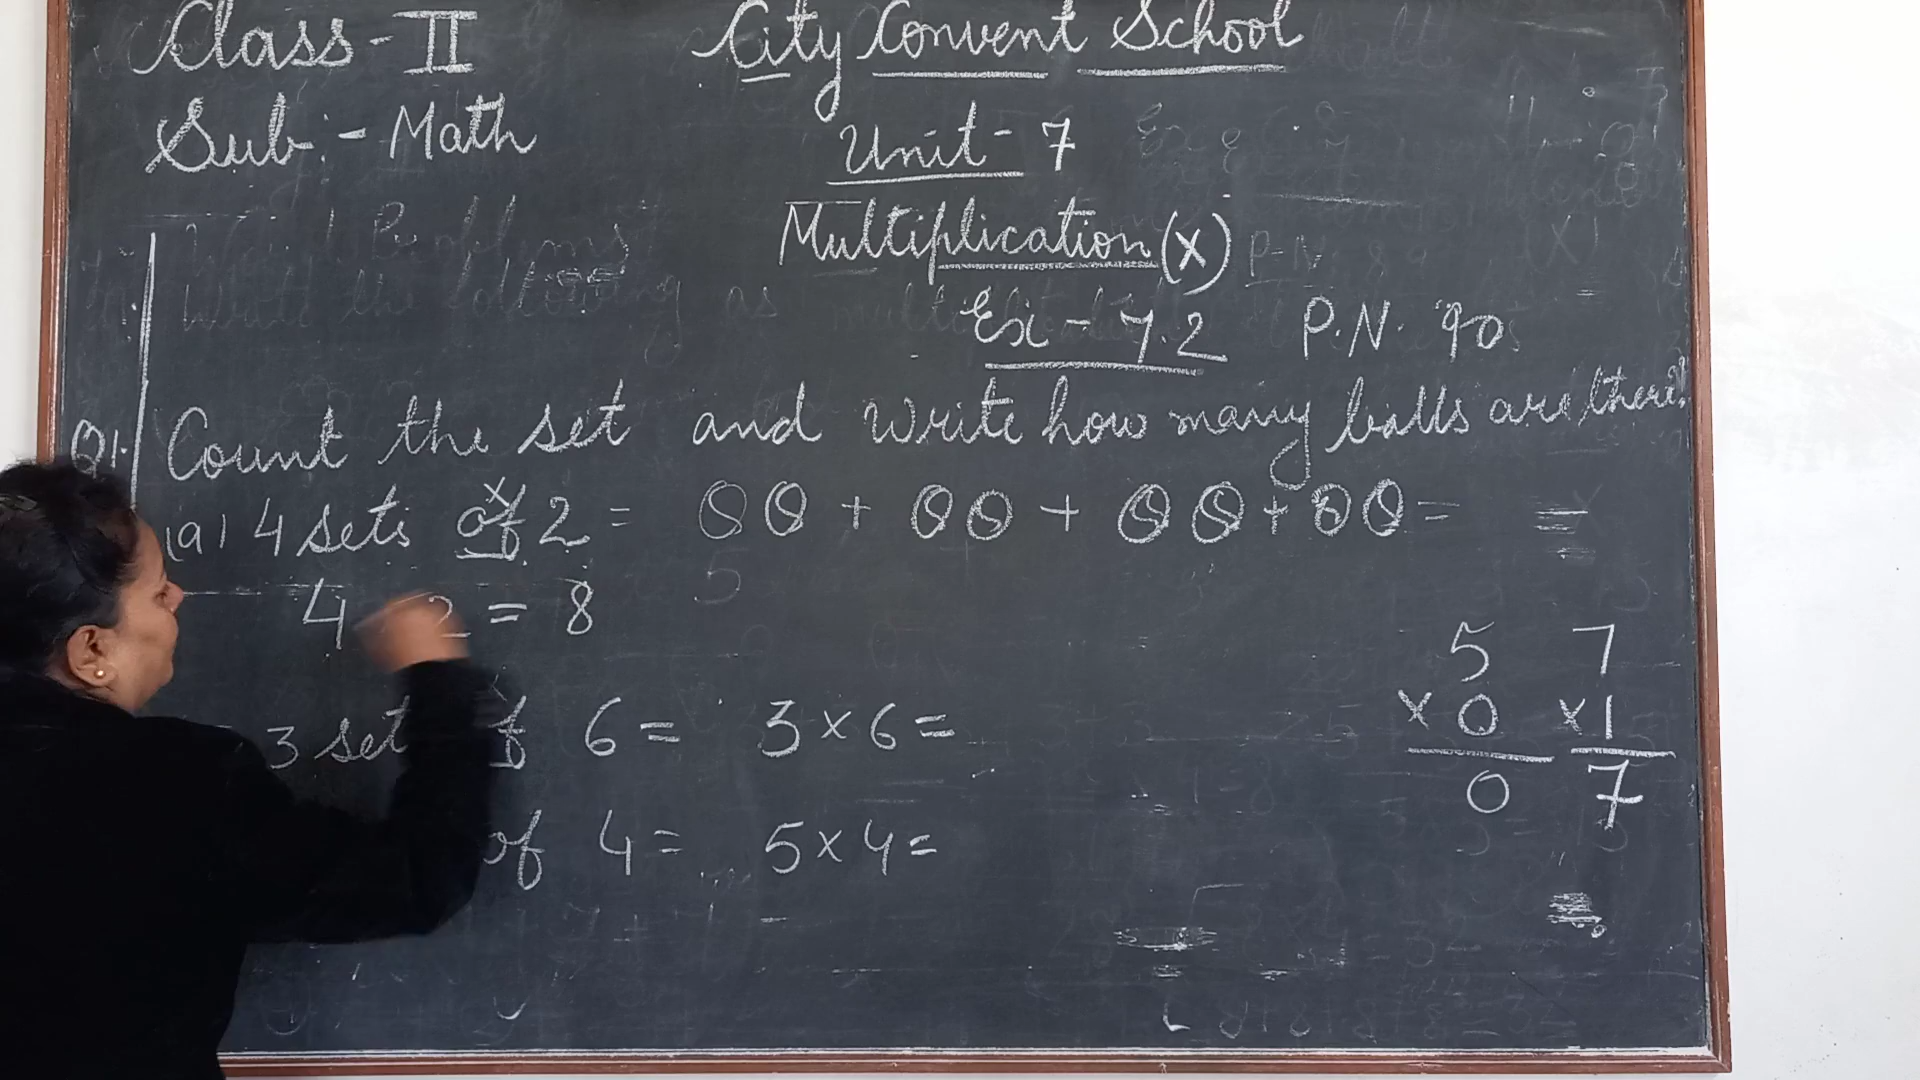 Class-II City Convent School
Sub:- Math Unit-7
Multiplication (x)
Ex-7.2 P.N. 90
Q1. Count the set and write how many balls are there?
(a) 4 sets of 2 = + + + =
4 2 = 8
3 set of 6 = 3×6=
of 4 = 5×4=
5 7
×0 ×1
0 7